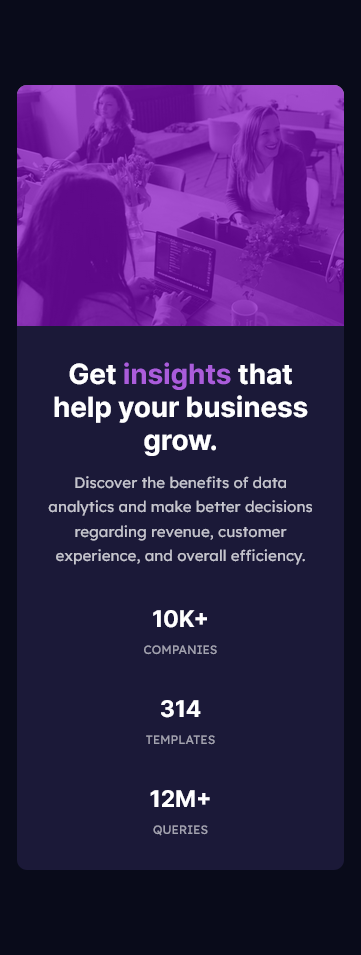 Get insights that
help your business
grow.
Discover the benefits of data
analytics and make better decisions
regarding revenue, customer
experience, and overall efficiency.
10K+
COMPANIES
314
TEMPLATES
12M+
QUERIES